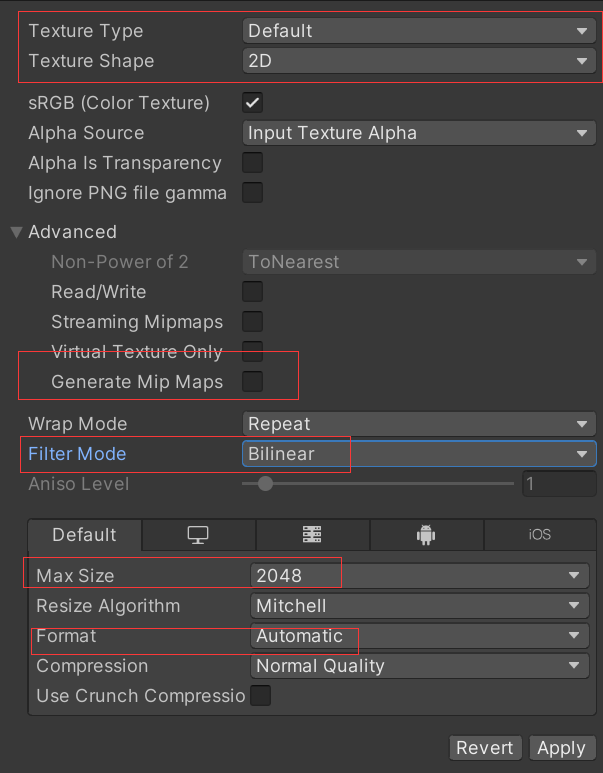 Texture Type Default
Texture Shape 2D
sRGB (Color Texture)
Alpha Source Input Texture Alpha
Alpha Is Transparency
Ignore PNG file gamma
Advanced
Non-Power of 2 ToNearest
Read/Write
Streaming Mipmaps
Virtual Texture Only
Generate Mip Maps
Wrap Mode Repeat
Filter Mode Bilinear
Aniso Level 1
Default iOS
Max Size 2048
Resize Algorithm Mitchell
Format Automatic
Compression Normal Quality
Use Crunch Compressio
Revert Apply